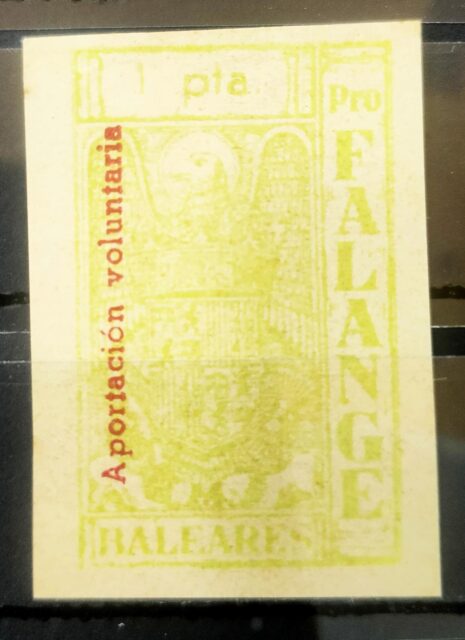 1 pta.
Pro
FALANGE
Aportación voluntaria
BALEARES